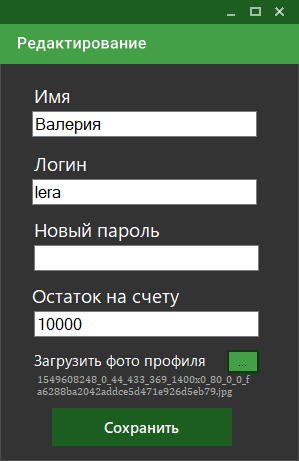 Редактирование
Имя
Валерия
Логин
lera
Новый пароль
Остаток на счету
10000
Загрузить фото профиля
...
1549608248_0_44_433_369_1400x0_80_0_0_f
a6288ba2042addce5d471e926d5eb79.jpg
Сохранить